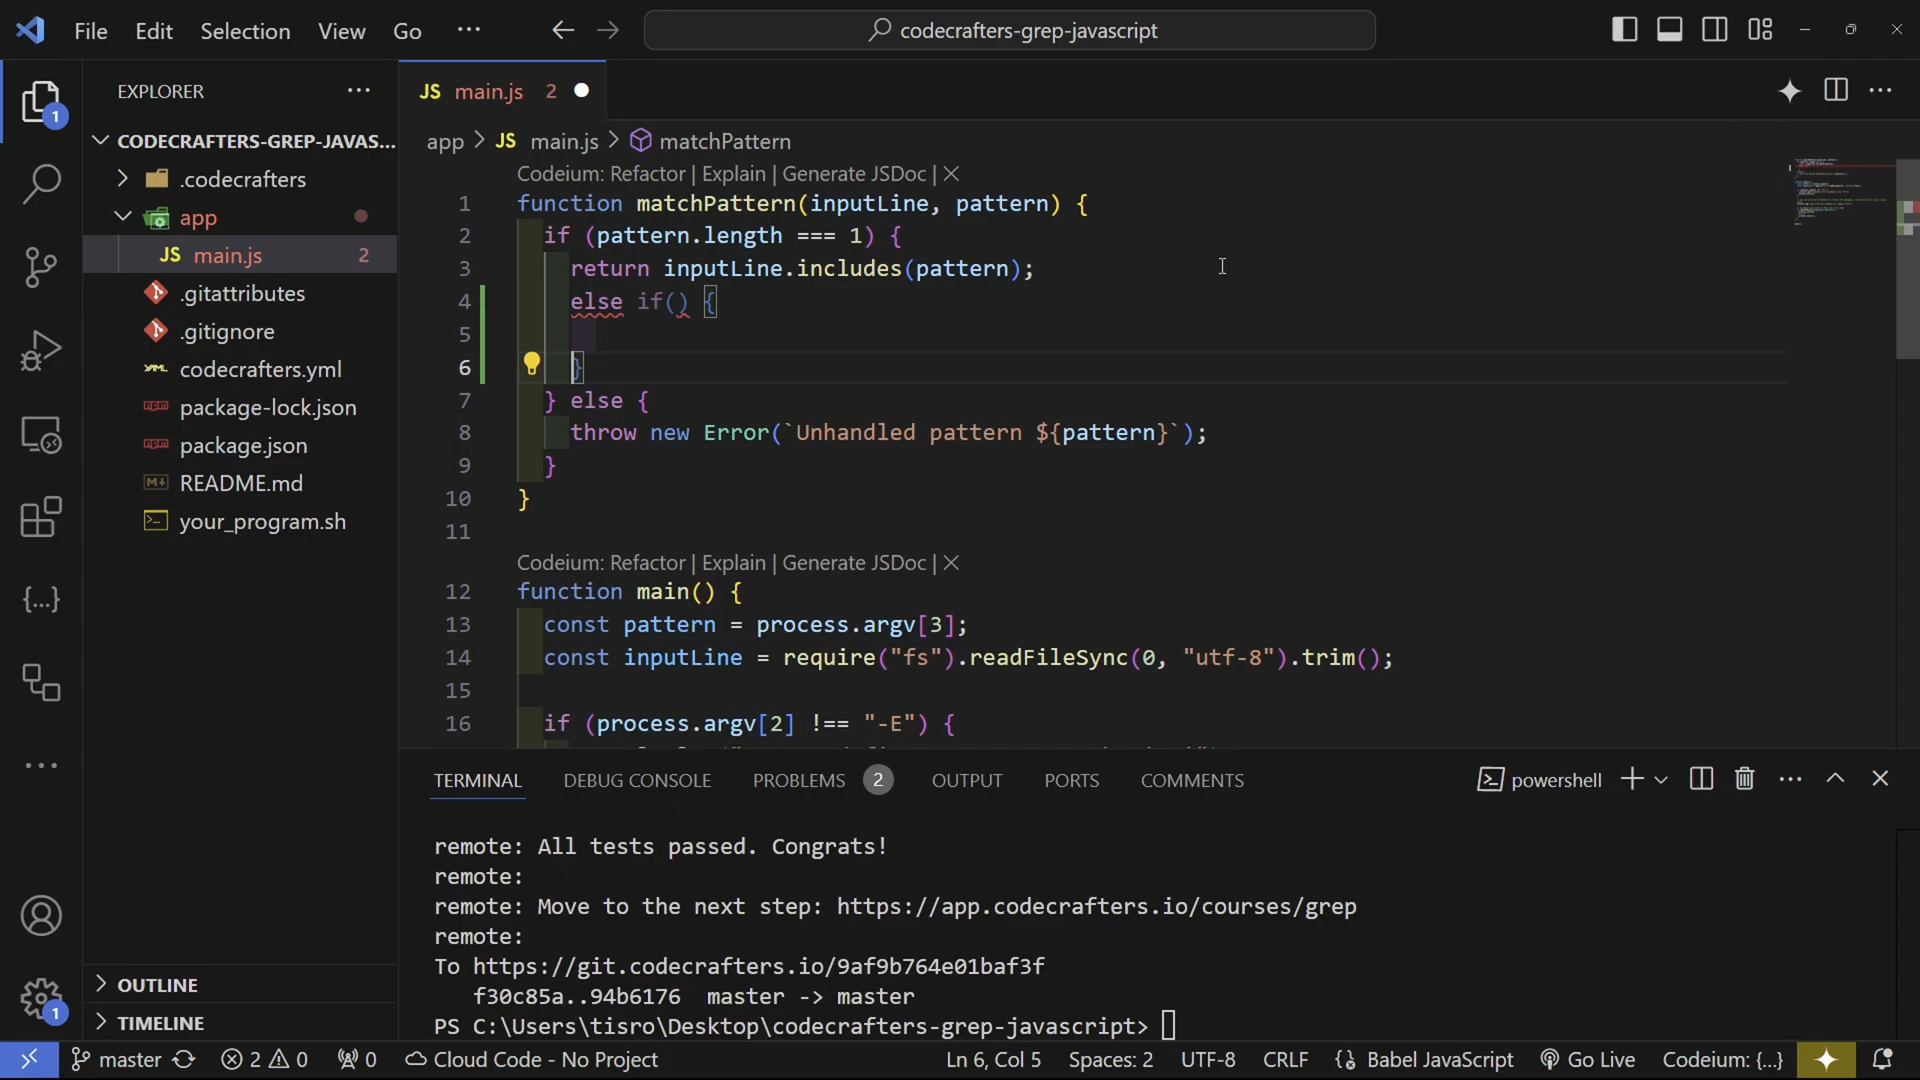 File Edit Selection View Go ··· codecrafters-grep-javascript
EXPLORER ···
JS main.js 2
1
CODECRAFTERS-GREP-JAVAS...
.codecrafters
app
JS main.js 2
.gitattributes
.gitignore
YML codecrafters.yml
package-lock.json
package.json
M README.md
your_program.sh
OUTLINE
TIMELINE
1
app > JS main.js > matchPattern
Codeium: Refactor | Explain | Generate JSDoc | ×
1 function matchPattern(inputLine, pattern) {
2 if (pattern.length === 1) {
3 return inputLine.includes(pattern);
4 else if() {
5
6 }
7 } else {
8 throw new Error(`Unhandled pattern ${pattern}`);
9 }
10 }
11
Codeium: Refactor | Explain | Generate JSDoc | ×
12 function main() {
13 const pattern = process.argv[3];
14 const inputLine = require("fs").readFileSync(0, "utf-8").trim();
15
16 if (process.argv[2] !== "-E") {
TERMINAL DEBUG CONSOLE PROBLEMS 2 OUTPUT PORTS COMMENTS powershell
remote: All tests passed. Congrats!
remote:
remote: Move to the next step: https://app.codecrafters.io/courses/grep
remote:
To https://git.codecrafters.io/9af9b764e01baf3f
f30c85a..94b6176 master -> master
PS C:\Users\tisro\Desktop\codecrafters-grep-javascript>
master 2 0 0 Cloud Code - No Project Ln 6, Col 5 Spaces: 2 UTF-8 CRLF Babel JavaScript Go Live Codeium: {...}